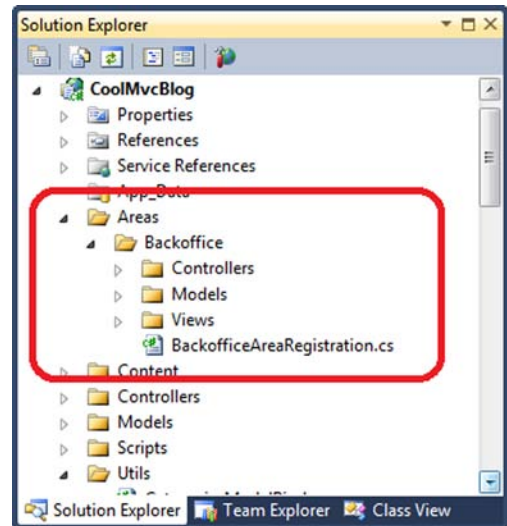 Solution Explorer
CoolMvcBlog
Properties
References
Service References
App_Data
Areas
Backoffice
Controllers
Models
Views
BackofficeAreaRegistration.cs
Content
Controllers
Models
Scripts
Utils
Solution Explorer Team Explorer Class View